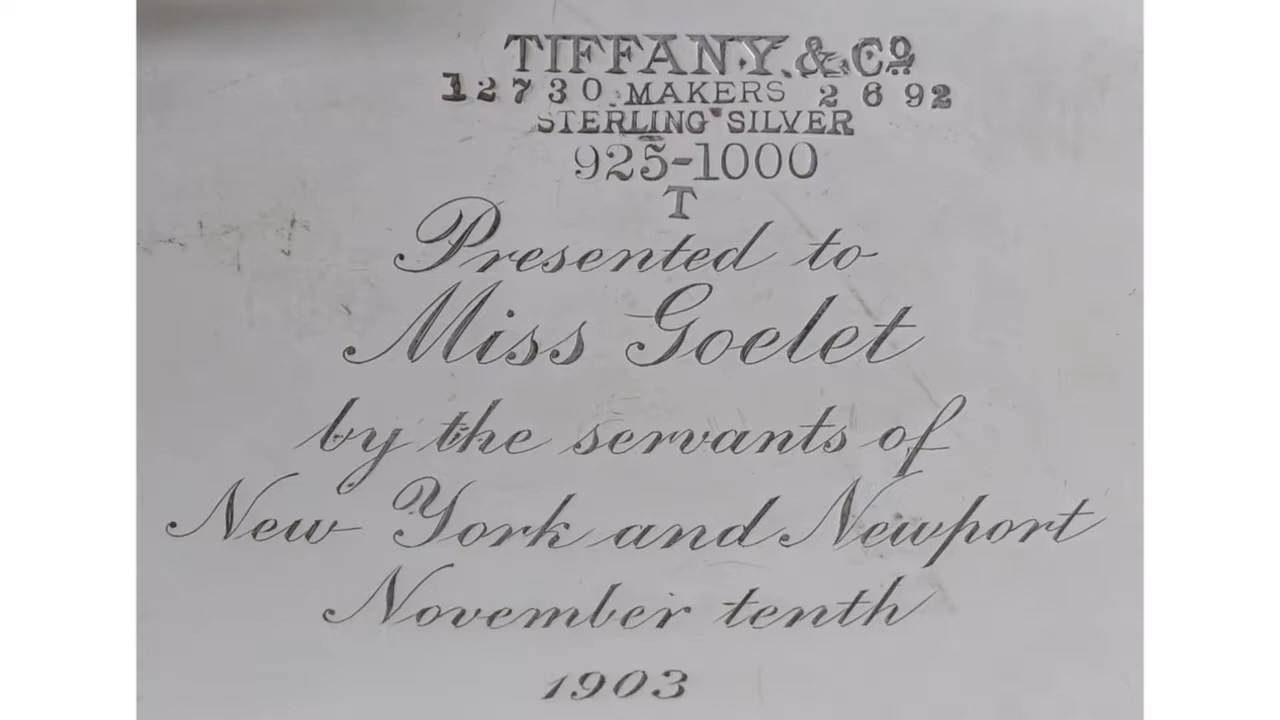 TIFFANY & Co
12730 MAKERS 2692
STERLING SILVER
925-1000
T
Presented to
Miss Goelet
by the servants of
New York and Newport
November tenth
1903